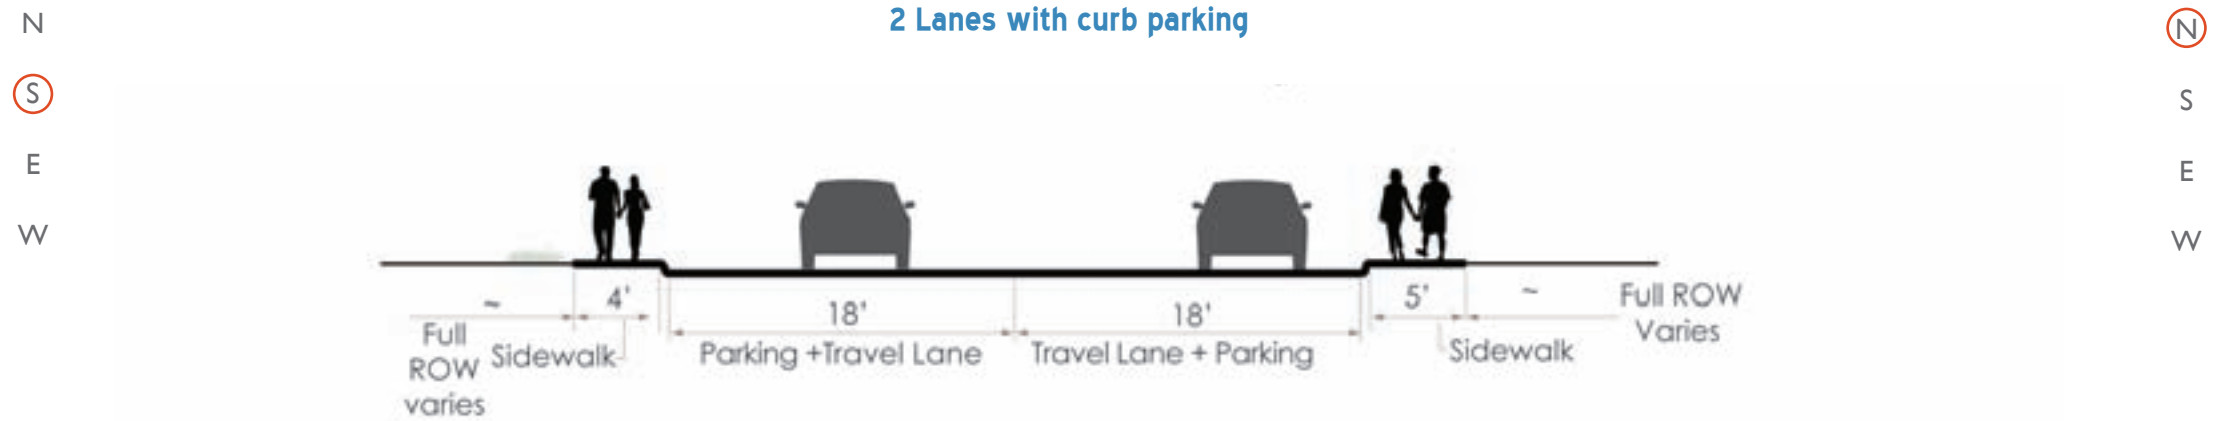 2 Lanes with curb parking
N
S
E
W
N
S
E
W
~
4'
18'
18'
5'
~
Full
ROW
varies
Sidewalk
Parking +Travel Lane
Travel Lane + Parking
Sidewalk
Full ROW
Varies